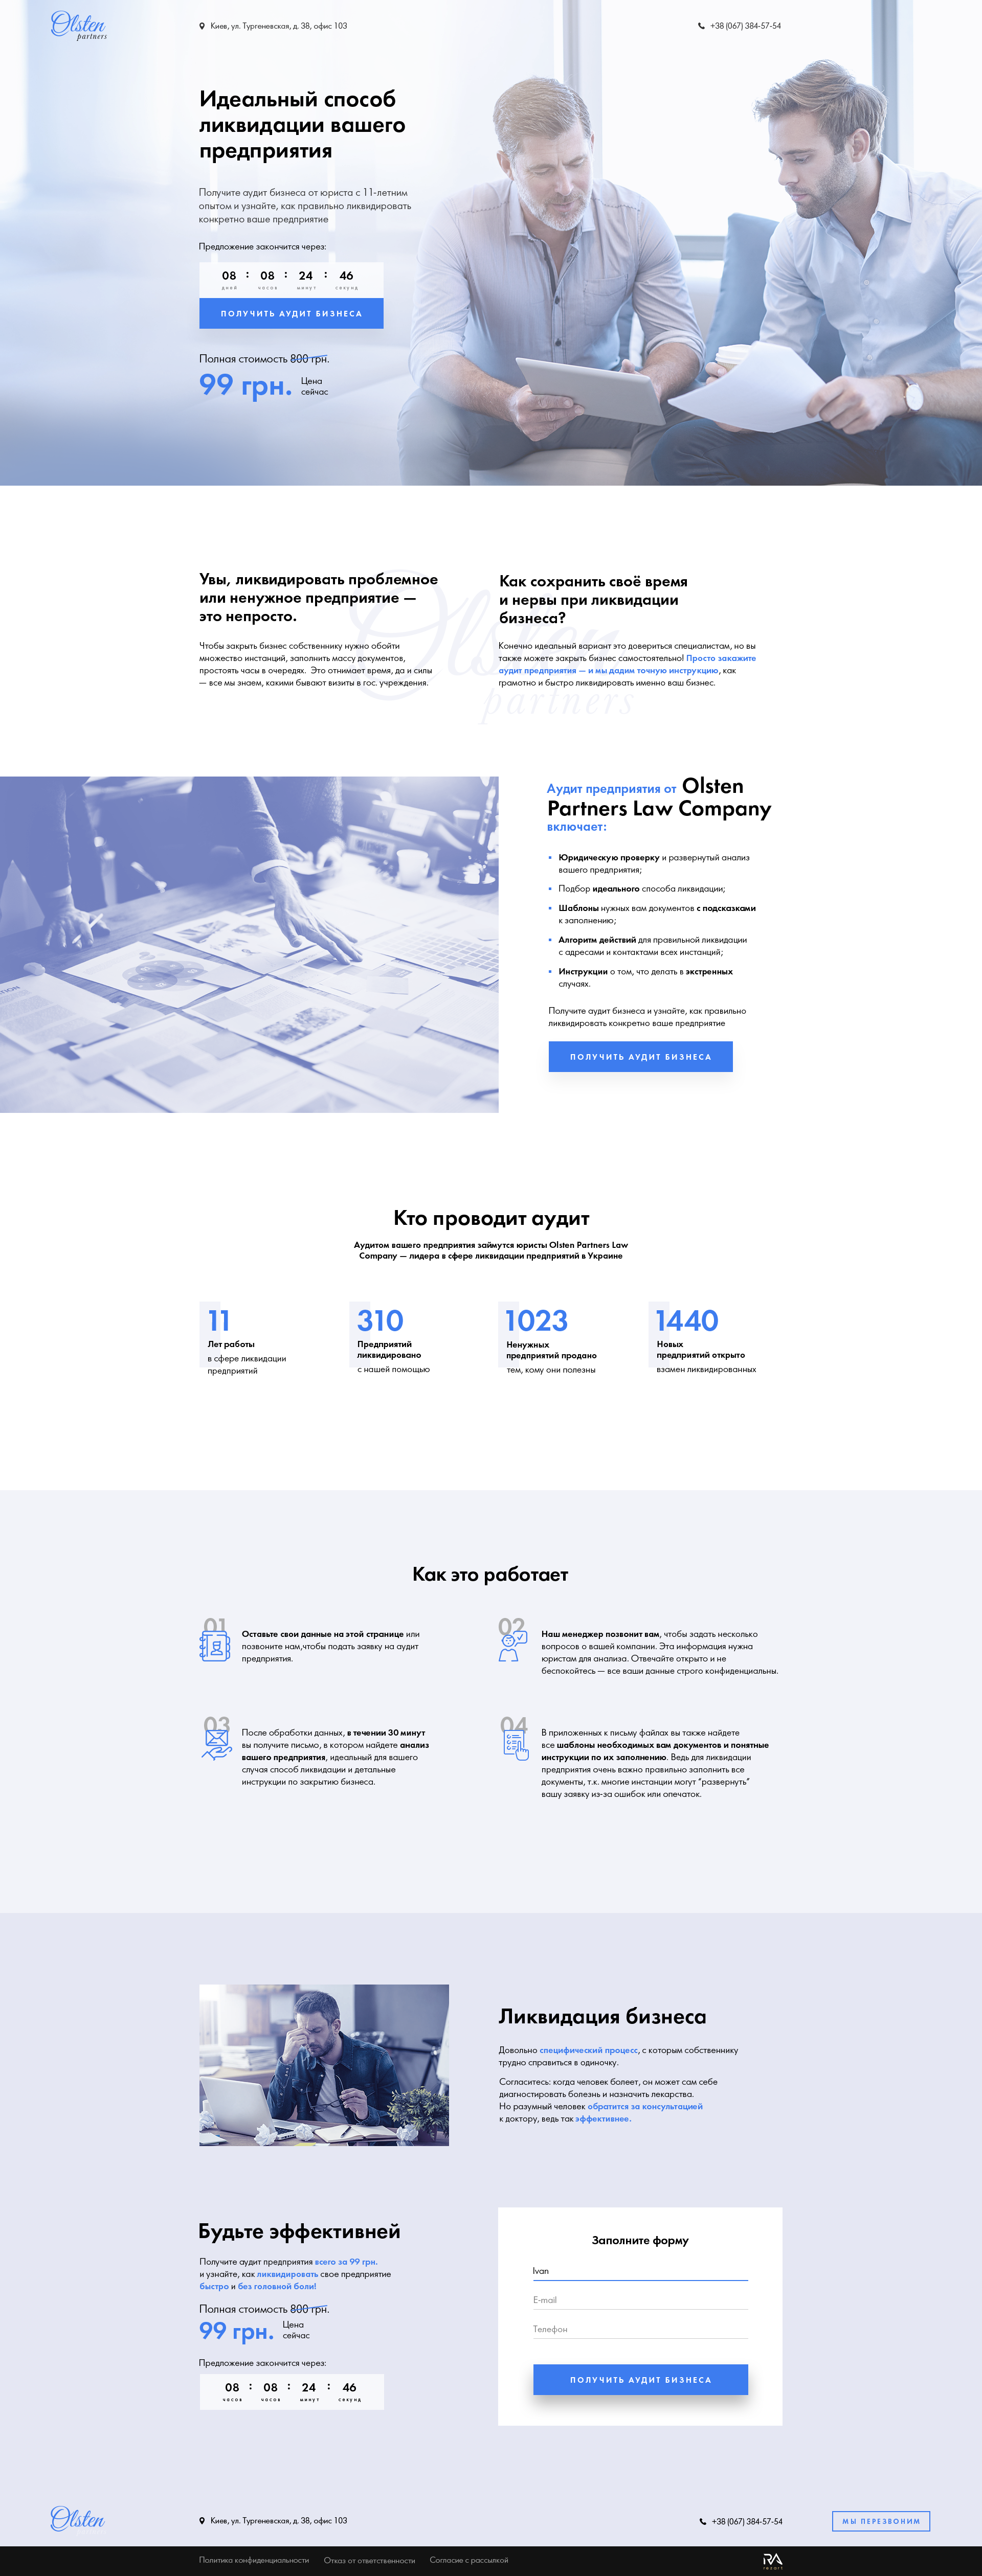 Olsten
partners
Киев, ул. Тургеневская, д. 38, офис 103
+38 (067) 384-57-54
Идеальный способ
ликвидации вашего
предприятия
Получите аудит бизнеса от юриста с 11-летним
опытом и узнайте, как правильно ликвидировать
конкретно ваше предприятие
Предложение закончится через:
08 : 08 : 24 : 46
дней часов минут секунд
ПОЛУЧИТЬ АУДИТ БИЗНЕСА
Полная стоимость 800 грн.
99 грн. Цена
сейчас
Olsten
partners
Увы, ликвидировать проблемное
или ненужное предприятие —
это непросто.
Чтобы закрыть бизнес собственнику нужно обойти
множество инстанций, заполнить массу документов,
простоять часы в очередях. Это отнимает время, да и силы
— все мы знаем, какими бывают визиты в гос. учреждения.
Как сохранить своё время
и нервы при ликвидации
бизнеса?
Конечно идеальный вариант это довериться специалистам, но вы
также можете закрыть бизнес самостоятельно! Просто закажите
аудит предприятия — и мы дадим точную инструкцию, как
грамотно и быстро ликвидировать именно ваш бизнес.
Аудит предприятия от Olsten
Partners Law Company
включает:
Юридическую проверку и развернутый анализ
вашего предприятия;
Подбор идеального способа ликвидации;
Шаблоны нужных вам документов с подсказками
к заполнению;
Алгоритм действий для правильной ликвидации
с адресами и контактами всех инстанций;
Инструкции о том, что делать в экстренных
случаях.
Получите аудит бизнеса и узнайте, как правильно
ликвидировать конкретно ваше предприятие
ПОЛУЧИТЬ АУДИТ БИЗНЕСА
Кто проводит аудит
Аудитом вашего предприятия займутся юристы Olsten Partners Law
Company — лидера в сфере ликвидации предприятий в Украине
11
Лет работы
в сфере ликвидации
предприятий
310
Предприятий
ликвидировано
с нашей помощью
1023
Ненужных
предприятий продано
тем, кому они полезны
1440
Новых
предприятий открыто
взамен ликвидированных
Как это работает
01
Оставьте свои данные на этой странице или
позвоните нам,чтобы подать заявку на аудит
предприятия.
02
Наш менеджер позвонит вам, чтобы задать несколько
вопросов о вашей компании. Эта информация нужна
юристам для анализа. Отвечайте открыто и не
беспокойтесь — все ваши данные строго конфиденциальны.
03
После обработки данных, в течении 30 минут
вы получите письмо, в котором найдете анализ
вашего предприятия, идеальный для вашего
случая способ ликвидации и детальные
инструкции по закрытию бизнеса.
04
В приложенных к письму файлах вы также найдете
все шаблоны необходимых вам документов и понятные
инструкции по их заполнению. Ведь для ликвидации
предприятия очень важно правильно заполнить все
документы, т.к. многие инстанции могут “развернуть”
вашу заявку из-за ошибок или опечаток.
Ликвидация бизнеса
Довольно специфический процесс, с которым собственнику
трудно справиться в одиночку.
Согласитесь: когда человек болеет, он может сам себе
диагностировать болезнь и назначить лекарства.
Но разумный человек обратится за консультацией
к доктору, ведь так эффективнее.
Будьте эффективней
Получите аудит предприятия всего за 99 грн.
и узнайте, как ликвидировать свое предприятие
быстро и без головной боли!
Полная стоимость 800 грн.
99 грн. Цена
сейчас
Предложение закончится через:
08 : 08 : 24 : 46
часов часов минут секунд
Заполните форму
Ivan
E-mail
Телефон
ПОЛУЧИТЬ АУДИТ БИЗНЕСА
Olsten
Киев, ул. Тургеневская, д. 38, офис 103
+38 (067) 384-57-54
МЫ ПЕРЕЗВОНИМ
Политика конфиденциальности
Отказ от ответственности
Согласие с рассылкой